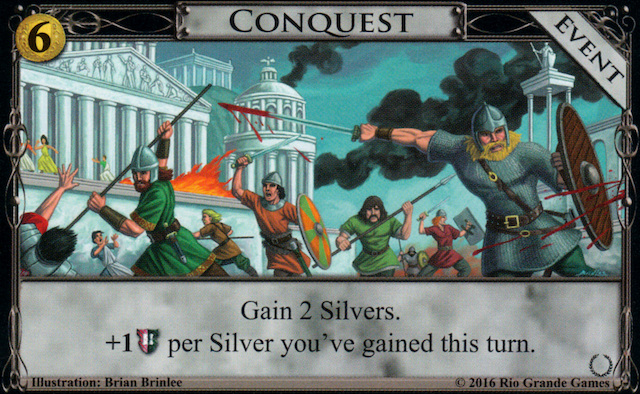 6
CONQUEST
EVENT
Gain 2 Silvers.
+1 per Silver you've gained this turn.
Illustration: Brian Brinlee
© 2016 Rio Grande Games